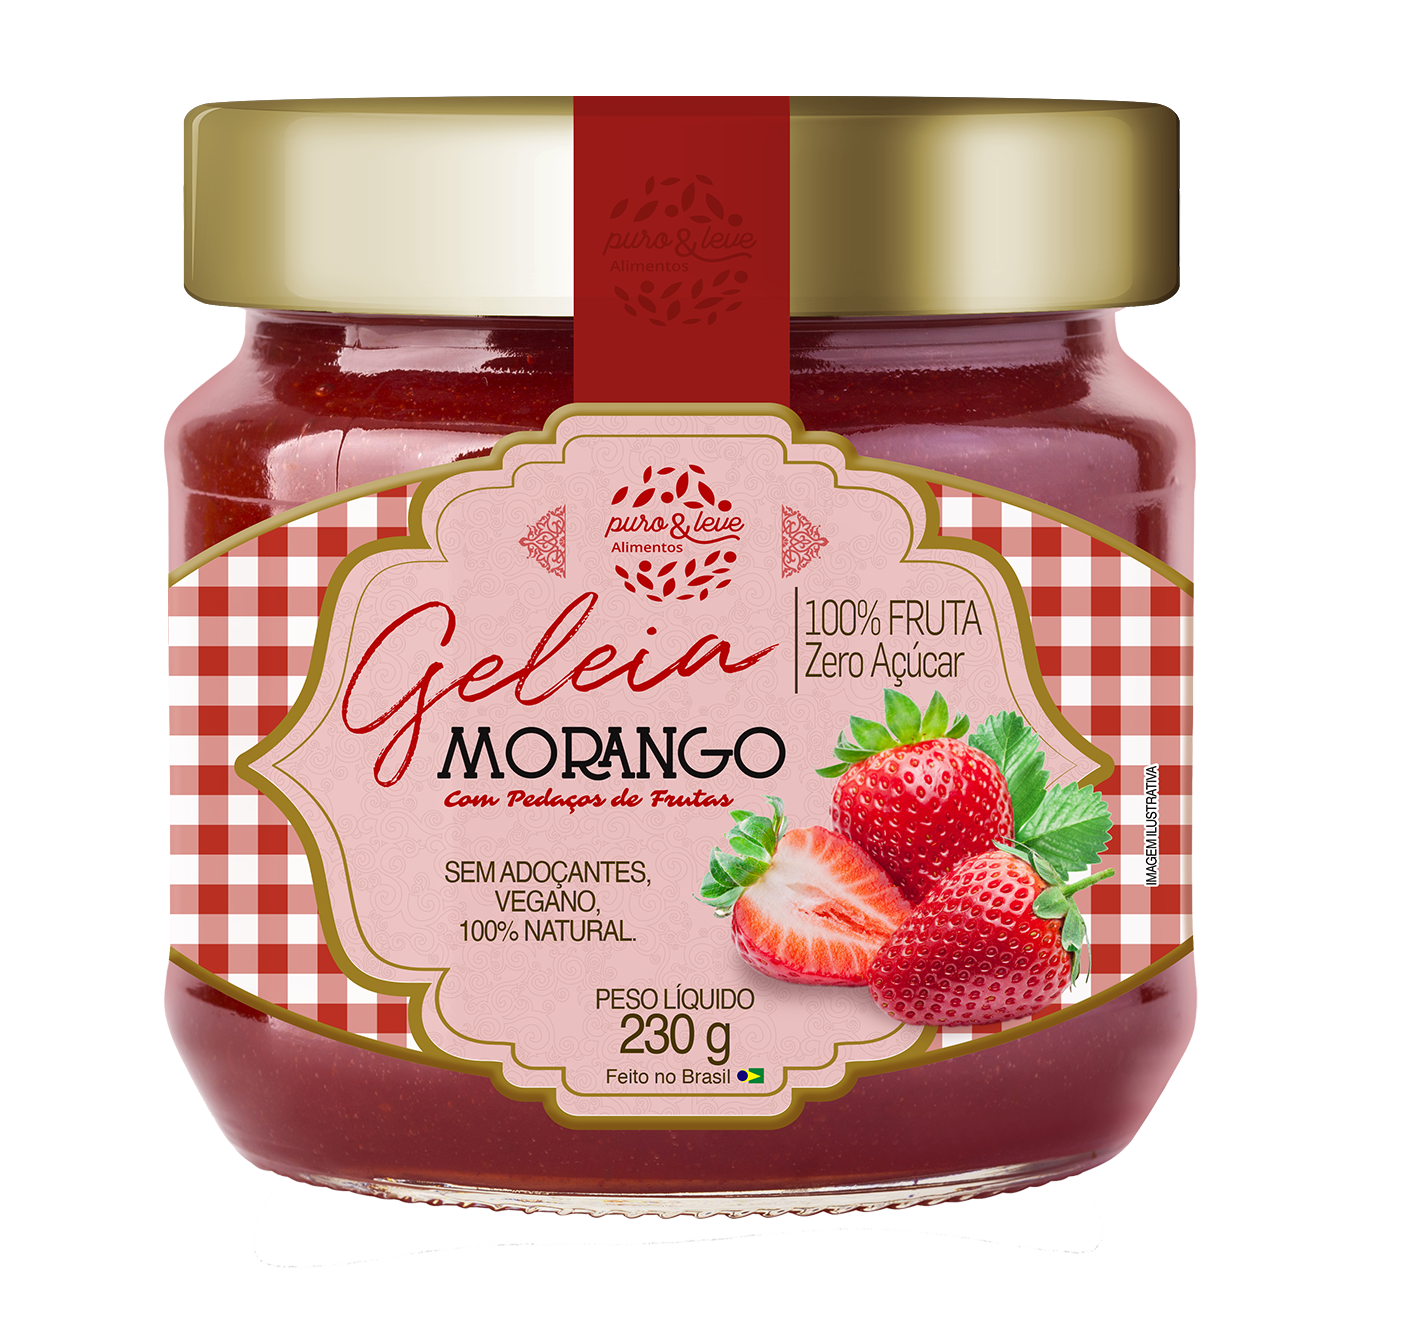 puro & leve
Alimentos
puro & leve
Alimentos
Geleia
100% FRUTA
Zero Açúcar
MORANGO
Com Pedaços de Frutas
SEM ADOÇANTES,
VEGANO,
100% NATURAL.
IMAGEM ILUSTRATIVA
PESO LÍQUIDO
230 g
Feito no Brasil